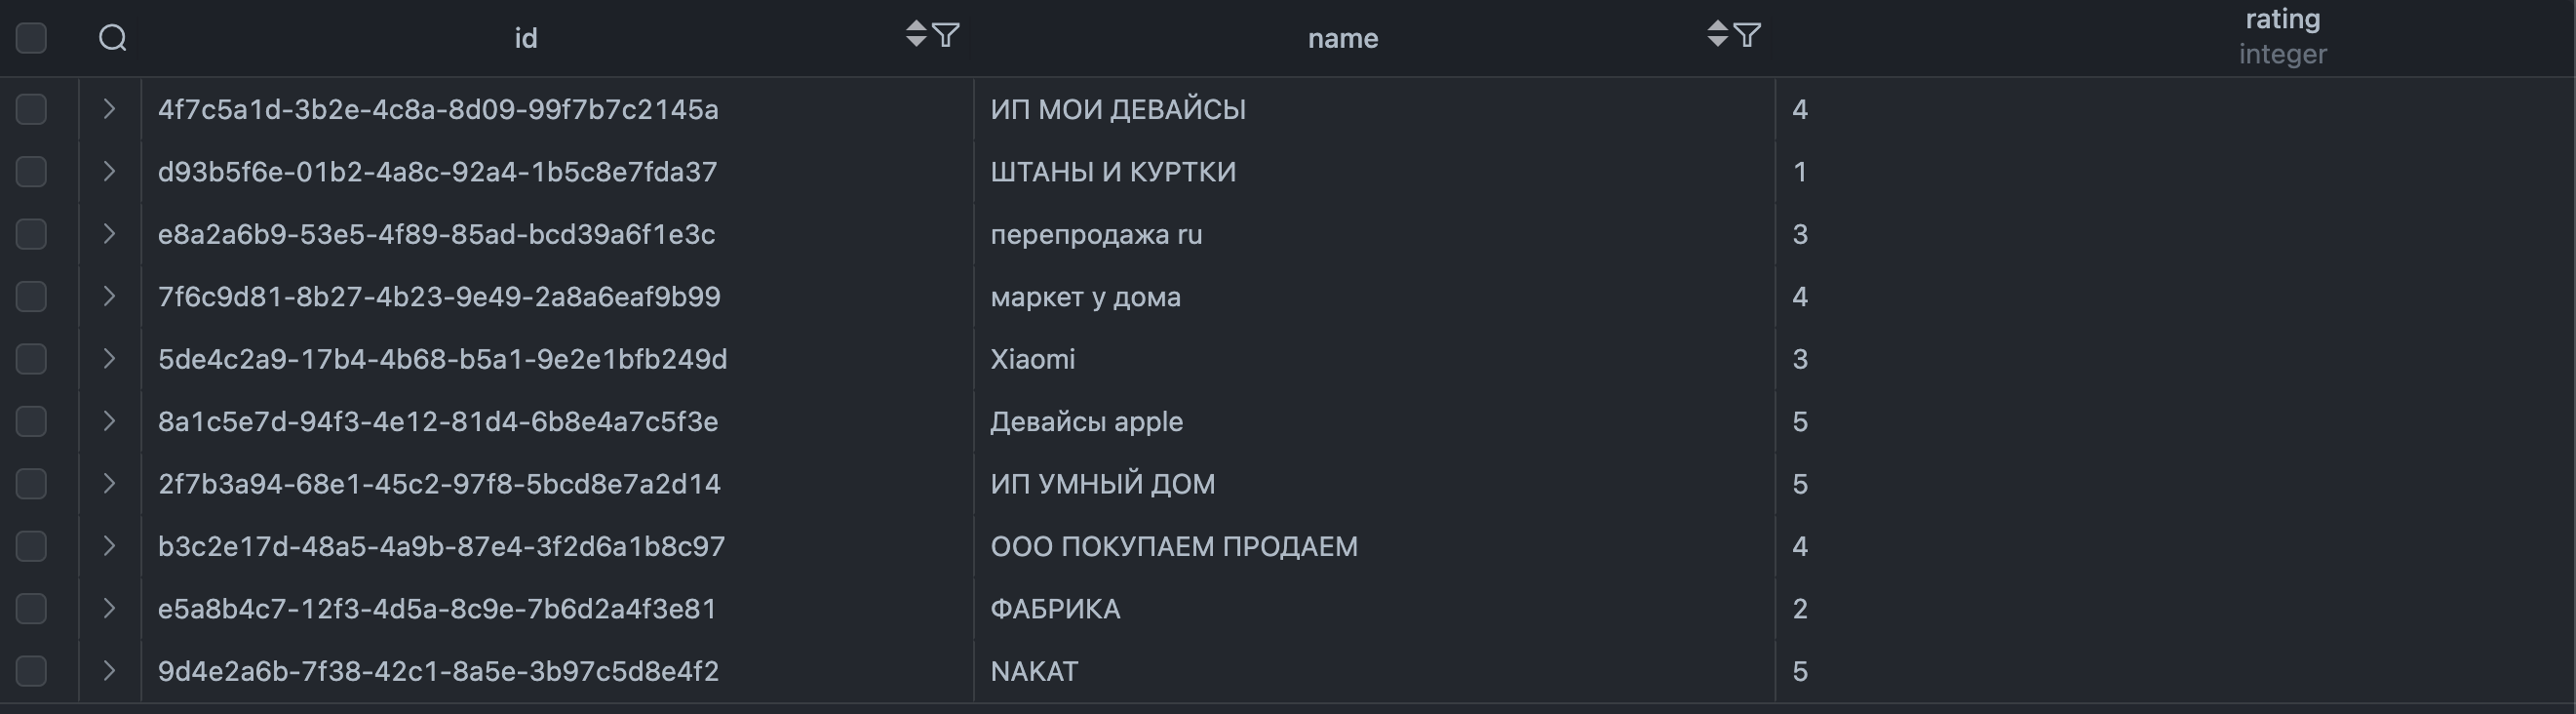 id name rating
integer
4f7c5a1d-3b2e-4c8a-8d09-99f7b7c2145a ИП МОИ ДЕВАЙСЫ 4
d93b5f6e-01b2-4a8c-92a4-1b5c8e7fda37 ШТАНЫ И КУРТКИ 1
e8a2a6b9-53e5-4f89-85ad-bcd39a6f1e3c перепродажа ru 3
7f6c9d81-8b27-4b23-9e49-2a8a6eaf9b99 маркет у дома 4
5de4c2a9-17b4-4b68-b5a1-9e2e1bfb249d Xiaomi 3
8a1c5e7d-94f3-4e12-81d4-6b8e4a7c5f3e Девайсы apple 5
2f7b3a94-68e1-45c2-97f8-5bcd8e7a2d14 ИП УМНЫЙ ДОМ 5
b3c2e17d-48a5-4a9b-87e4-3f2d6a1b8c97 ООО ПОКУПАЕМ ПРОДАЕМ 4
e5a8b4c7-12f3-4d5a-8c9e-7b6d2a4f3e81 ФАБРИКА 2
9d4e2a6b-7f38-42c1-8a5e-3b97c5d8e4f2 NAKAT 5